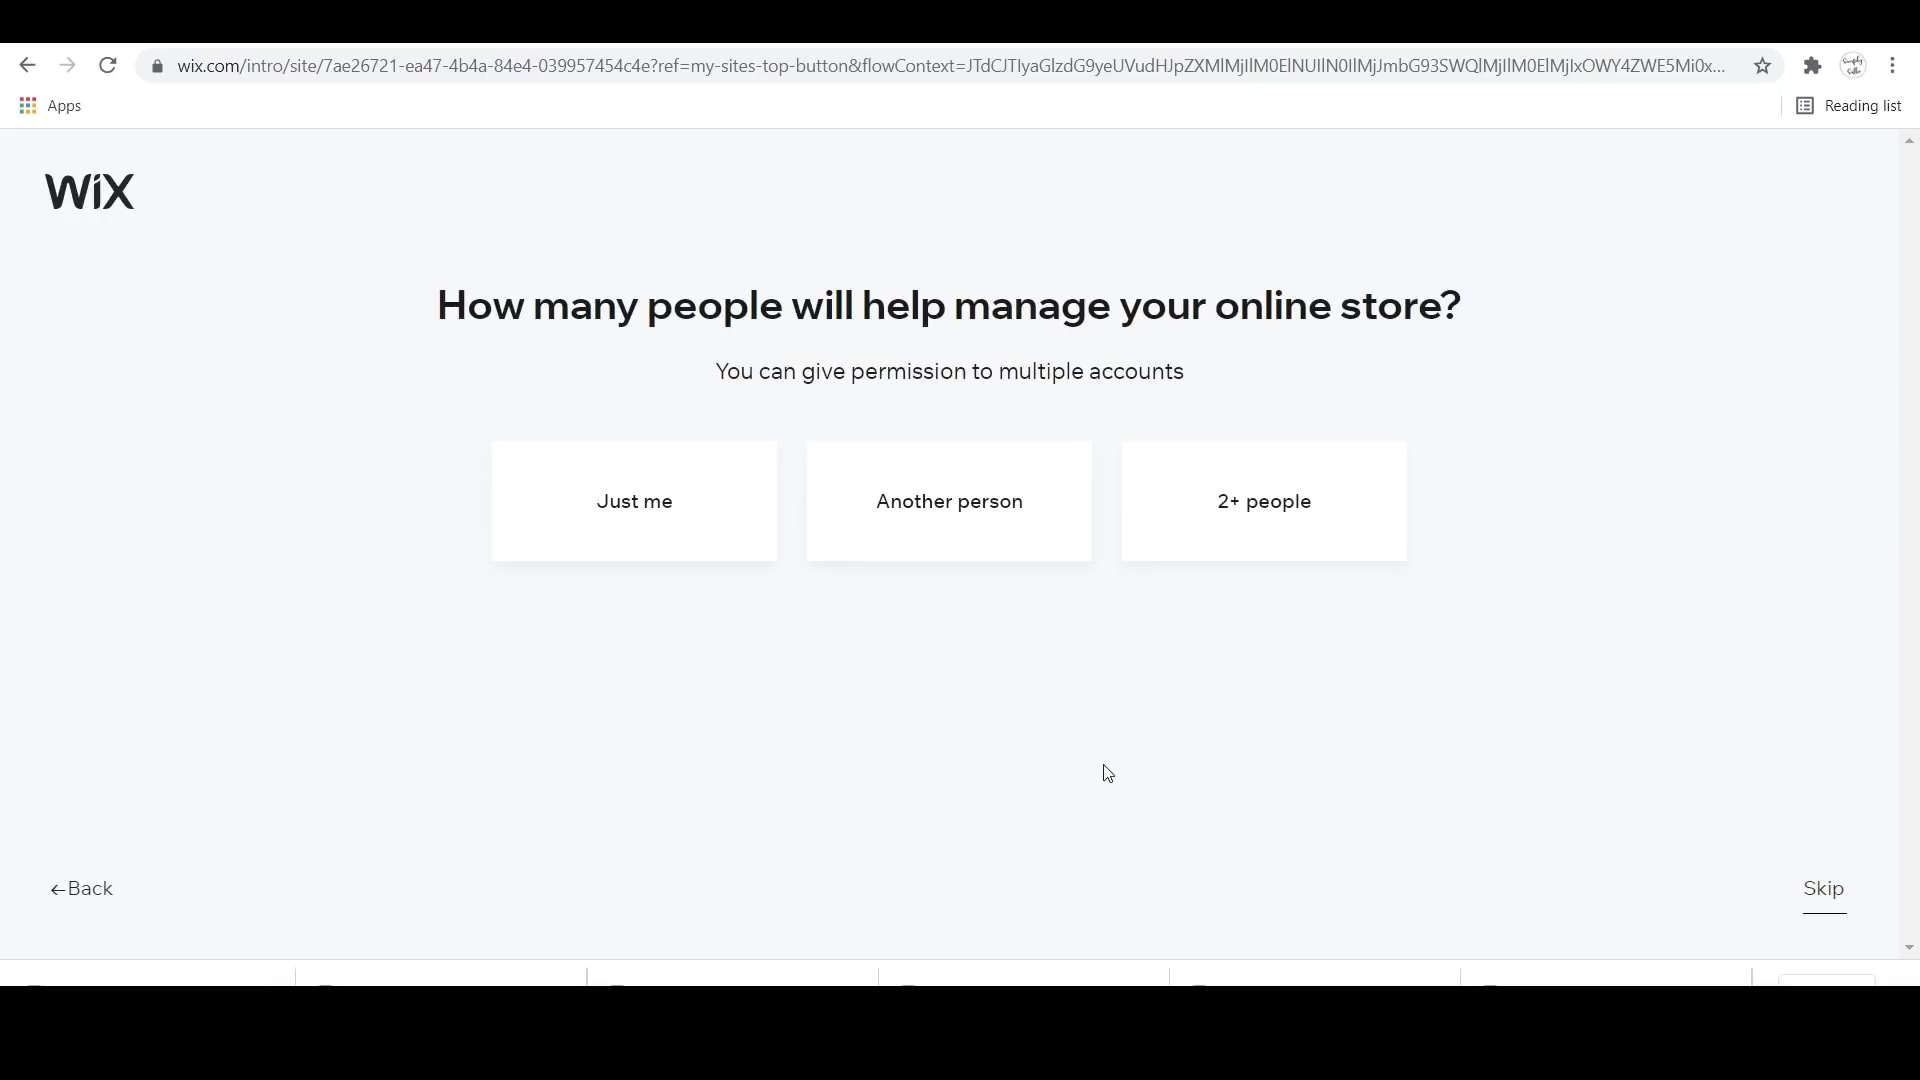 wix.com/intro/site/7ae26721-ea47-4b4a-84e4-039957454c4e?ref=my-sites-top-button&flowContext=JTdCJTIyaGlzdG9yeUVudHJpZXMlMjIlM0ElNUIlN0IlMjJmbG93SWQlMjIlM0ElMjIxOWY4ZWE5Mi0x...
Apps
Reading list
WiX
How many people will help manage your online store?
You can give permission to multiple accounts
Just me
Another person
2+ people
←Back
Skip